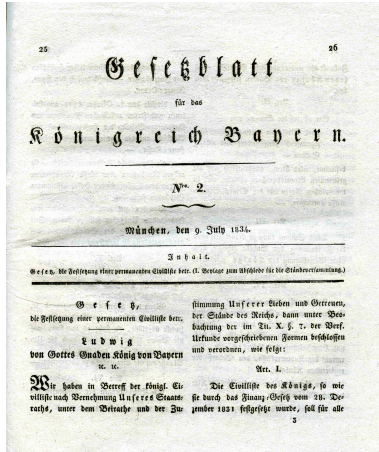 25
26
Gesetzblatt
für das
Königreich Bayern.
Nro. 2.
München, den 9. July 1834.
Inhalt.
Gesetz, die Festsetzung einer permanenten Civilliste betr. (I. Beylage zum Abschiede für die Ständeversammlung.)
Gesetz,
die Festsetzung einer permanenten Civilliste betr.
Ludwig
von Gottes Gnaden König von Bayern
ꝛc. ꝛc.
Wir haben in Betreff der königl. Ci-
villiste nach Vernehmung Unseres Staats-
raths, unter dem Beirathe und der Zu-
stimmung Unserer Lieben und Getreuen,
der Stände des Reichs, dann unter Beo-
bachtung der im Tit. X. §. 7. der Verf.
Urkunde vorgeschriebenen Formen beschlossen
und verordnen, wie folgt:
Art. I.
Die Civilliste des Königs, so wie
sie durch das Finanz-Gesetz vom 28. De-
zember 1831 festgesetzt wurde, soll für alle
3